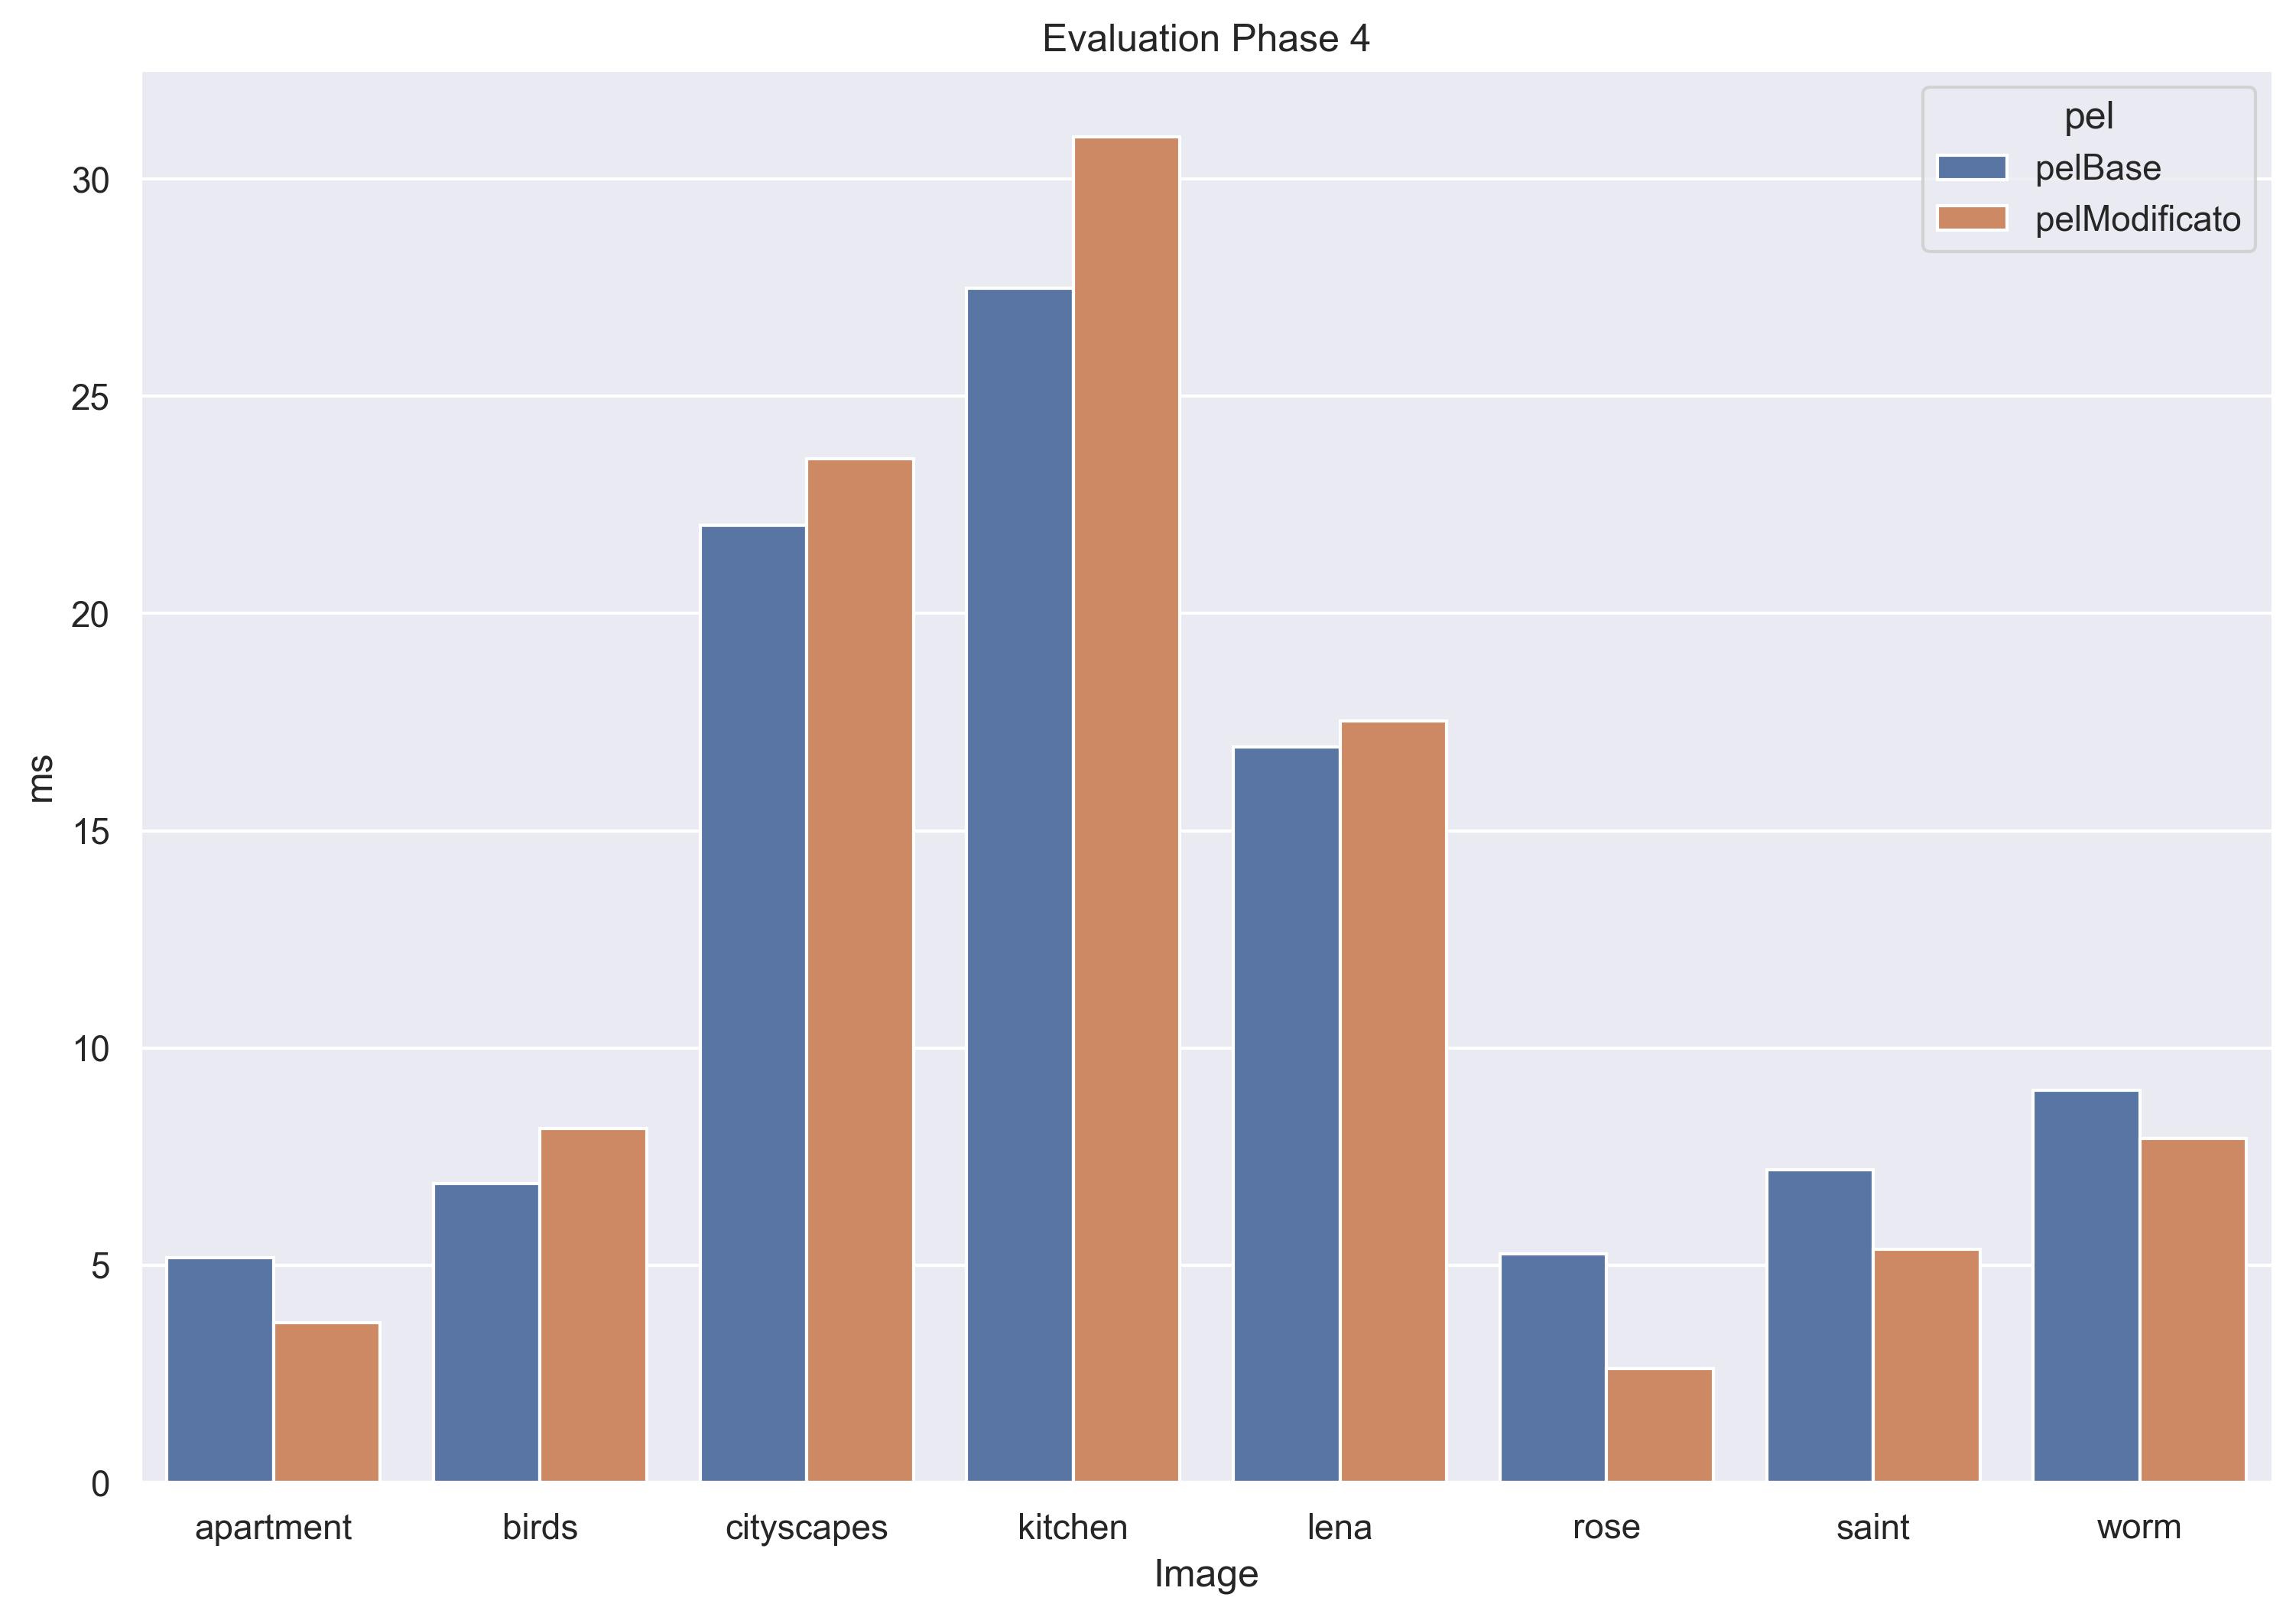 Evaluation Phase 4
pel
pelBase
pelModificato
ms
30
25
20
15
10
5
0
apartment birds cityscapes kitchen lena rose saint worm
Image